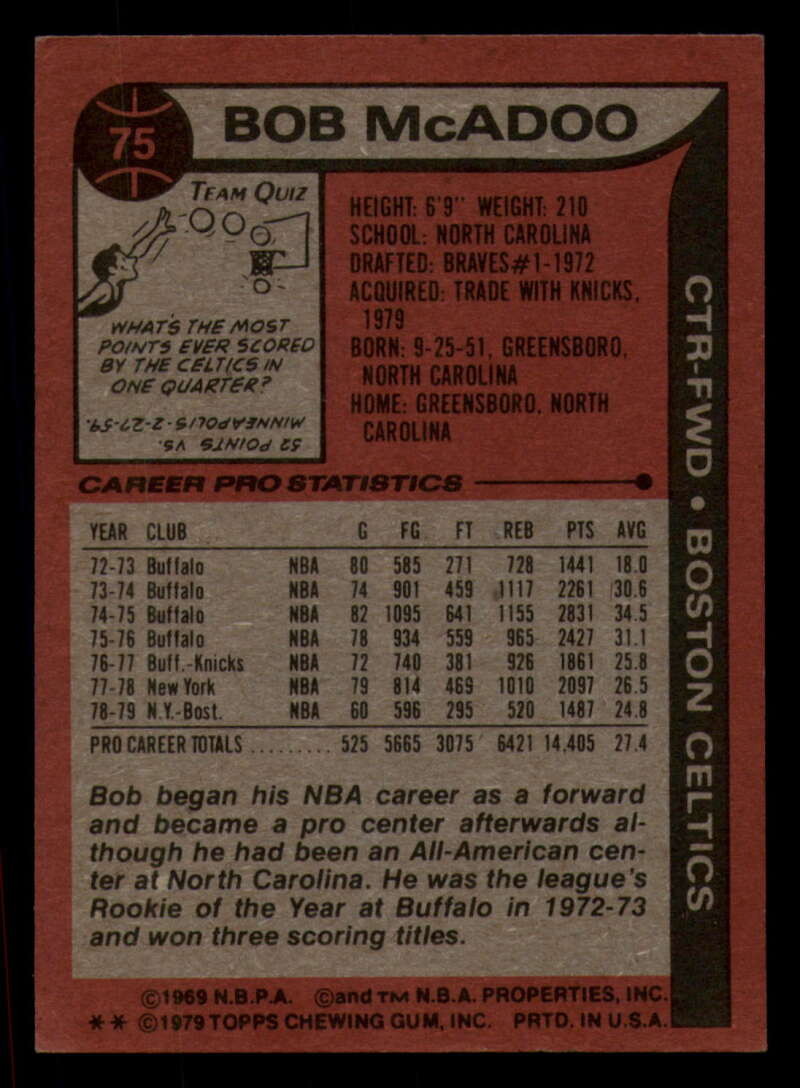 75
BOB McADOO
TEAM QUIZ
WHAT'S THE MOST
POINTS EVER SCORED
BY THE CELTICS IN
ONE QUARTER?
52 POINTS VS.
MINNEAPOLIS - 2-27-59.
HEIGHT: 6'9" WEIGHT: 210
SCHOOL: NORTH CAROLINA
DRAFTED: BRAVES#1-1972
ACQUIRED: TRADE WITH KNICKS,
1979
BORN: 9-25-51, GREENSBORO,
NORTH CAROLINA
HOME: GREENSBORO, NORTH
CAROLINA
CTR-FWD • BOSTON CELTICS
CAREER PRO STATISTICS
YEAR CLUB G FG FT REB PTS AVG
72-73 Buffalo NBA 80 585 271 728 1441 18.0
73-74 Buffalo NBA 74 901 459 1117 2261 30.6
74-75 Buffalo NBA 82 1095 641 1155 2831 34.5
75-76 Buffalo NBA 78 934 559 965 2427 31.1
76-77 Buff.-Knicks NBA 72 740 381 926 1861 25.8
77-78 New York NBA 79 814 469 1010 2097 26.5
78-79 N.Y.-Bost. NBA 60 596 295 520 1487 24.8
PRO CAREER TOTALS ......... 525 5665 3075 6421 14,405 27.4
Bob began his NBA career as a forward
and became a pro center afterwards al-
though he had been an All-American cen-
ter at North Carolina. He was the league's
Rookie of the Year at Buffalo in 1972-73
and won three scoring titles.
©1969 N.B.P.A. ©and TM N.B.A. PROPERTIES, INC.
** ©1979 TOPPS CHEWING GUM, INC. PRTD. IN U.S.A.